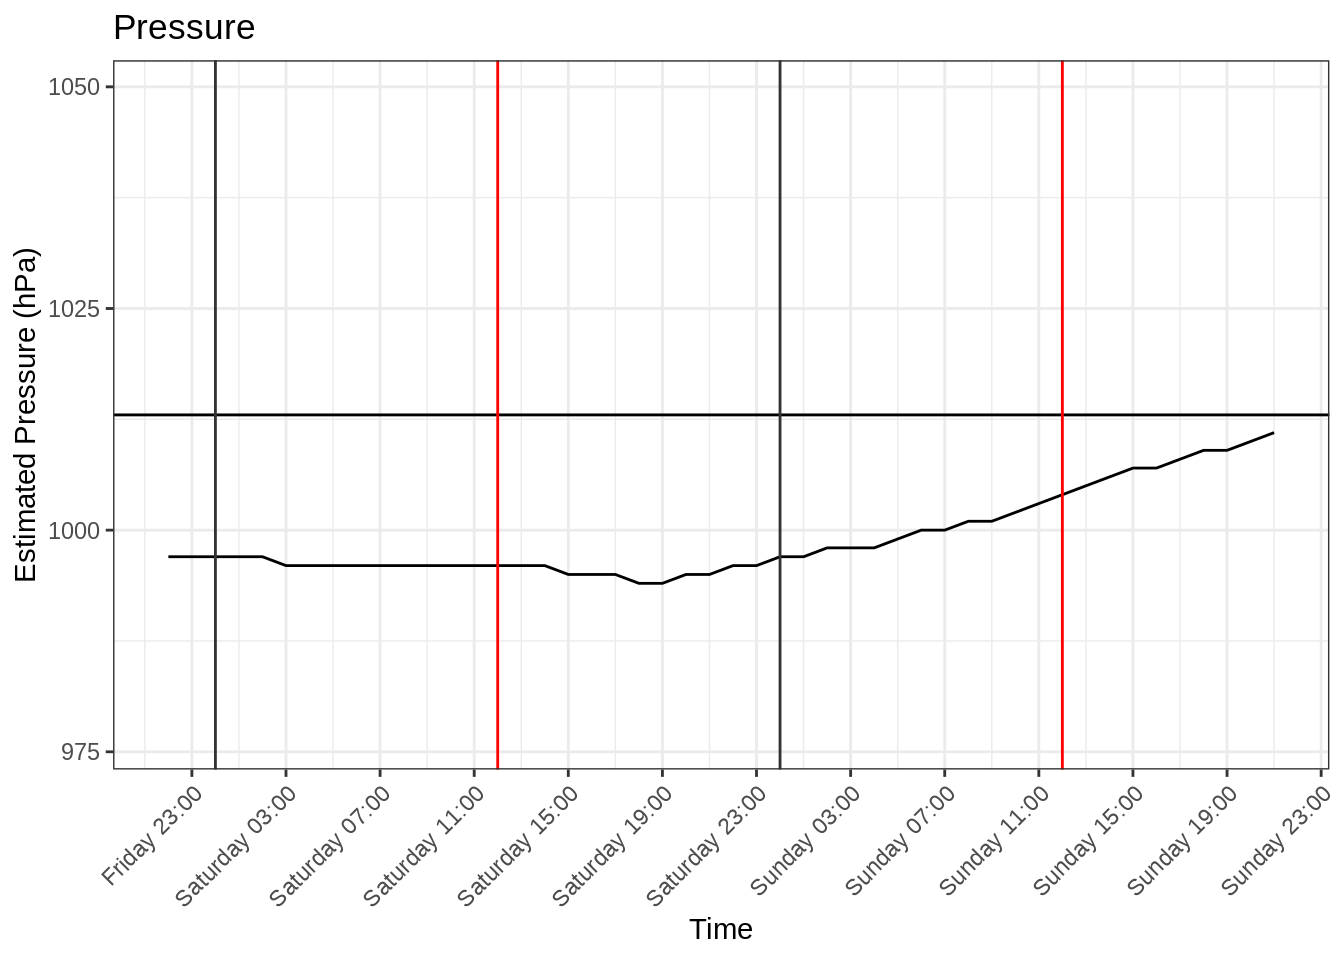 Pressure
Estimated Pressure (hPa)
1050
1025
1000
975
Friday 23:00
Saturday 03:00
Saturday 07:00
Saturday 11:00
Saturday 15:00
Saturday 19:00
Saturday 23:00
Sunday 03:00
Sunday 07:00
Sunday 11:00
Sunday 15:00
Sunday 19:00
Sunday 23:00
Time